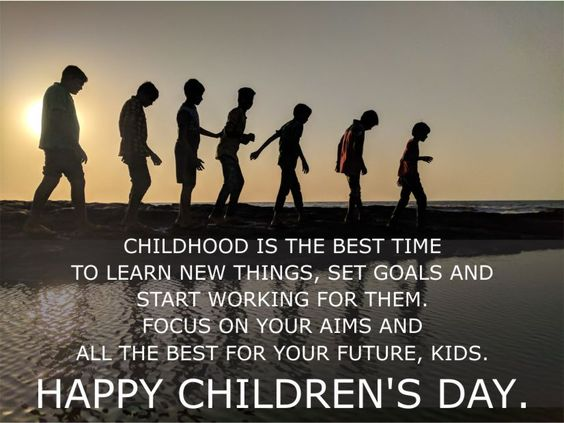 CHILDHOOD IS THE BEST TIME
TO LEARN NEW THINGS, SET GOALS AND
START WORKING FOR THEM.
FOCUS ON YOUR AIMS AND
ALL THE BEST FOR YOUR FUTURE, KIDS.
HAPPY CHILDREN'S DAY.